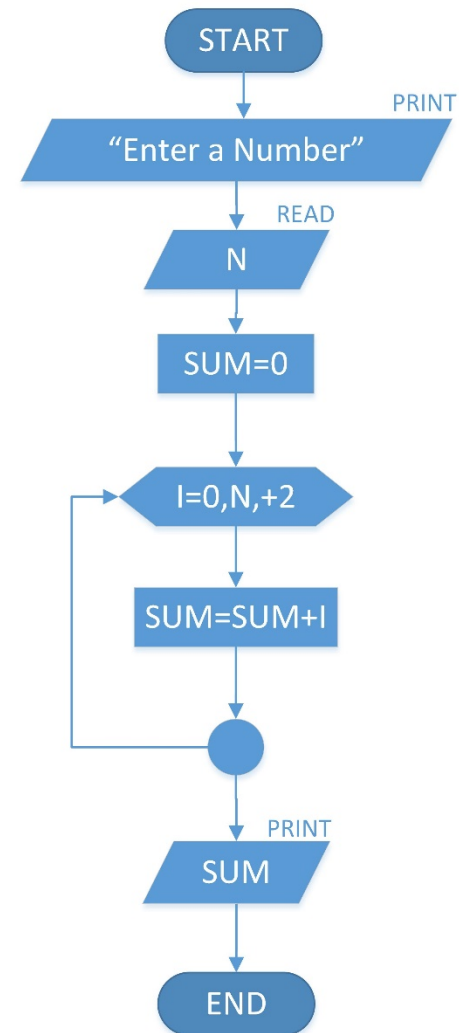 START
PRINT
“Enter a Number”
READ
N
SUM=0
I=0,N,+2
SUM=SUM+I
PRINT
SUM
END